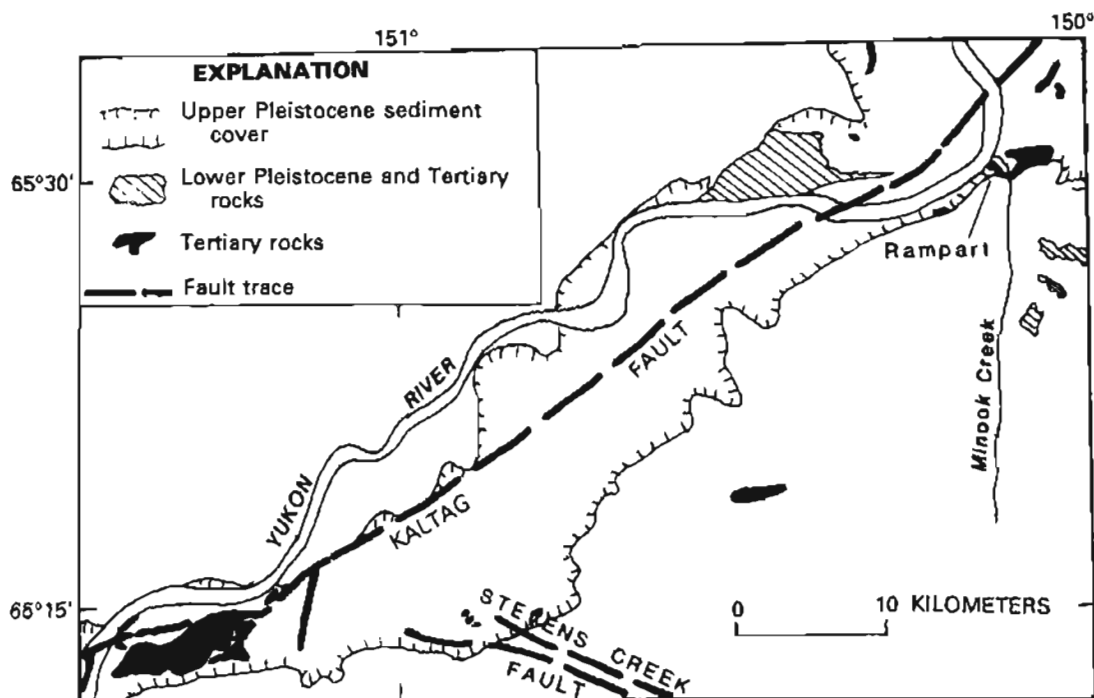 151°
150°
EXPLANATION
Upper Pleistocene sediment
cover
Lower Pleistocene and Tertiary
rocks
Tertiary rocks
Fault trace
65°30'
Rampart
FAULT
RIVER
Minook Creek
YUKON
KALTAG
65°15'
STEVENS CREEK
FAULT
0 10 KILOMETERS